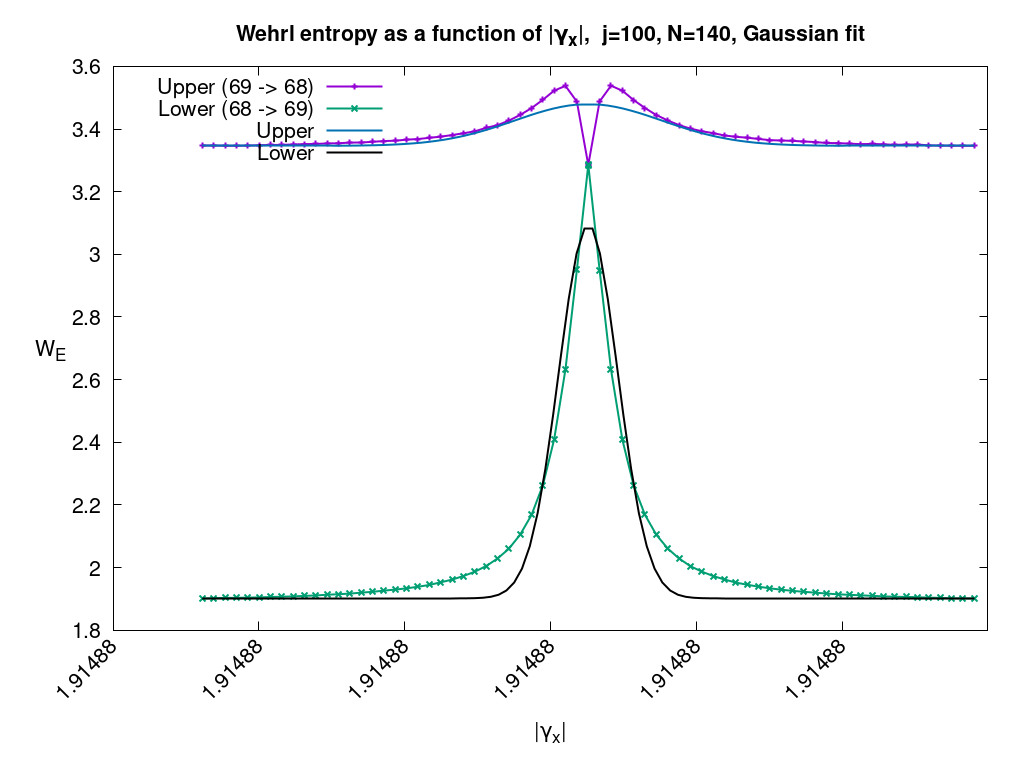 Wehrl entropy as a function of |γx|, j=100, N=140, Gaussian fit
3.6
3.4
3.2
3
2.8
2.6
2.4
2.2
2
1.8
WE
Upper (69 -> 68)
Lower (68 -> 69)
Upper
Lower
1.91488
1.91488
1.91488
1.91488
1.91488
1.91488
|γx|